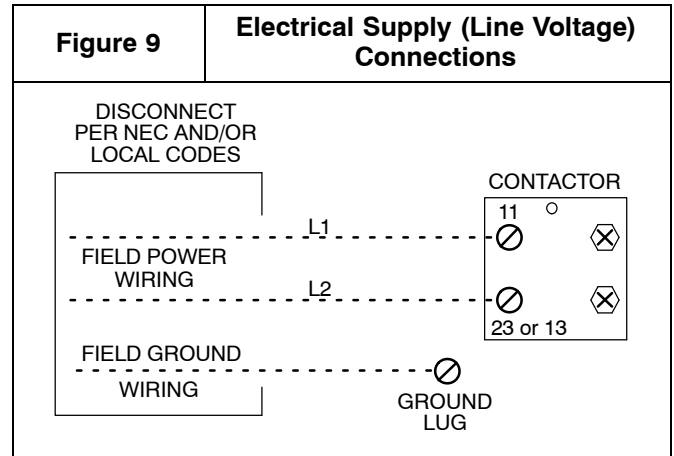 Figure 9
Electrical Supply (Line Voltage)
Connections
DISCONNECT
PER NEC AND/OR
LOCAL CODES
CONTACTOR
11
L1
FIELD POWER
WIRING
L2
23 or 13
FIELD GROUND
WIRING
GROUND
LUG